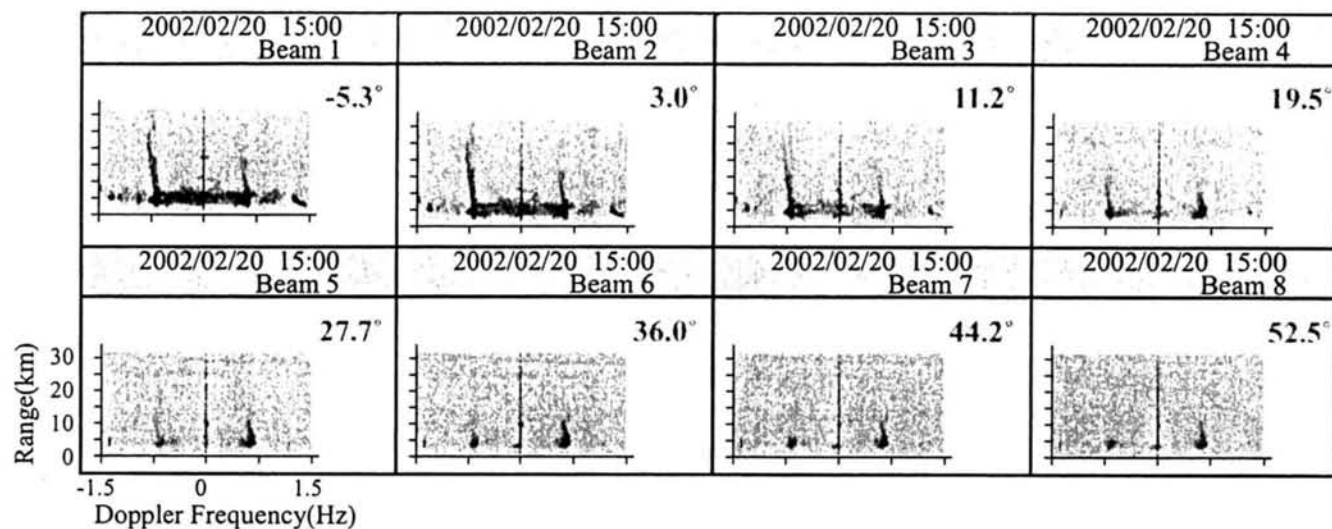 2002/02/20 15:00 2002/02/20 15:00 2002/02/20 15:00 2002/02/20 15:00
Beam 1 Beam 2 Beam 3 Beam 4
-5.3° 3.0° 11.2° 19.5°
2002/02/20 15:00 2002/02/20 15:00 2002/02/20 15:00 2002/02/20 15:00
Beam 5 Beam 6 Beam 7 Beam 8
27.7° 36.0° 44.2° 52.5°
Range(km)
30
20
10
0
-1.5 0 1.5
Doppler Frequency(Hz)